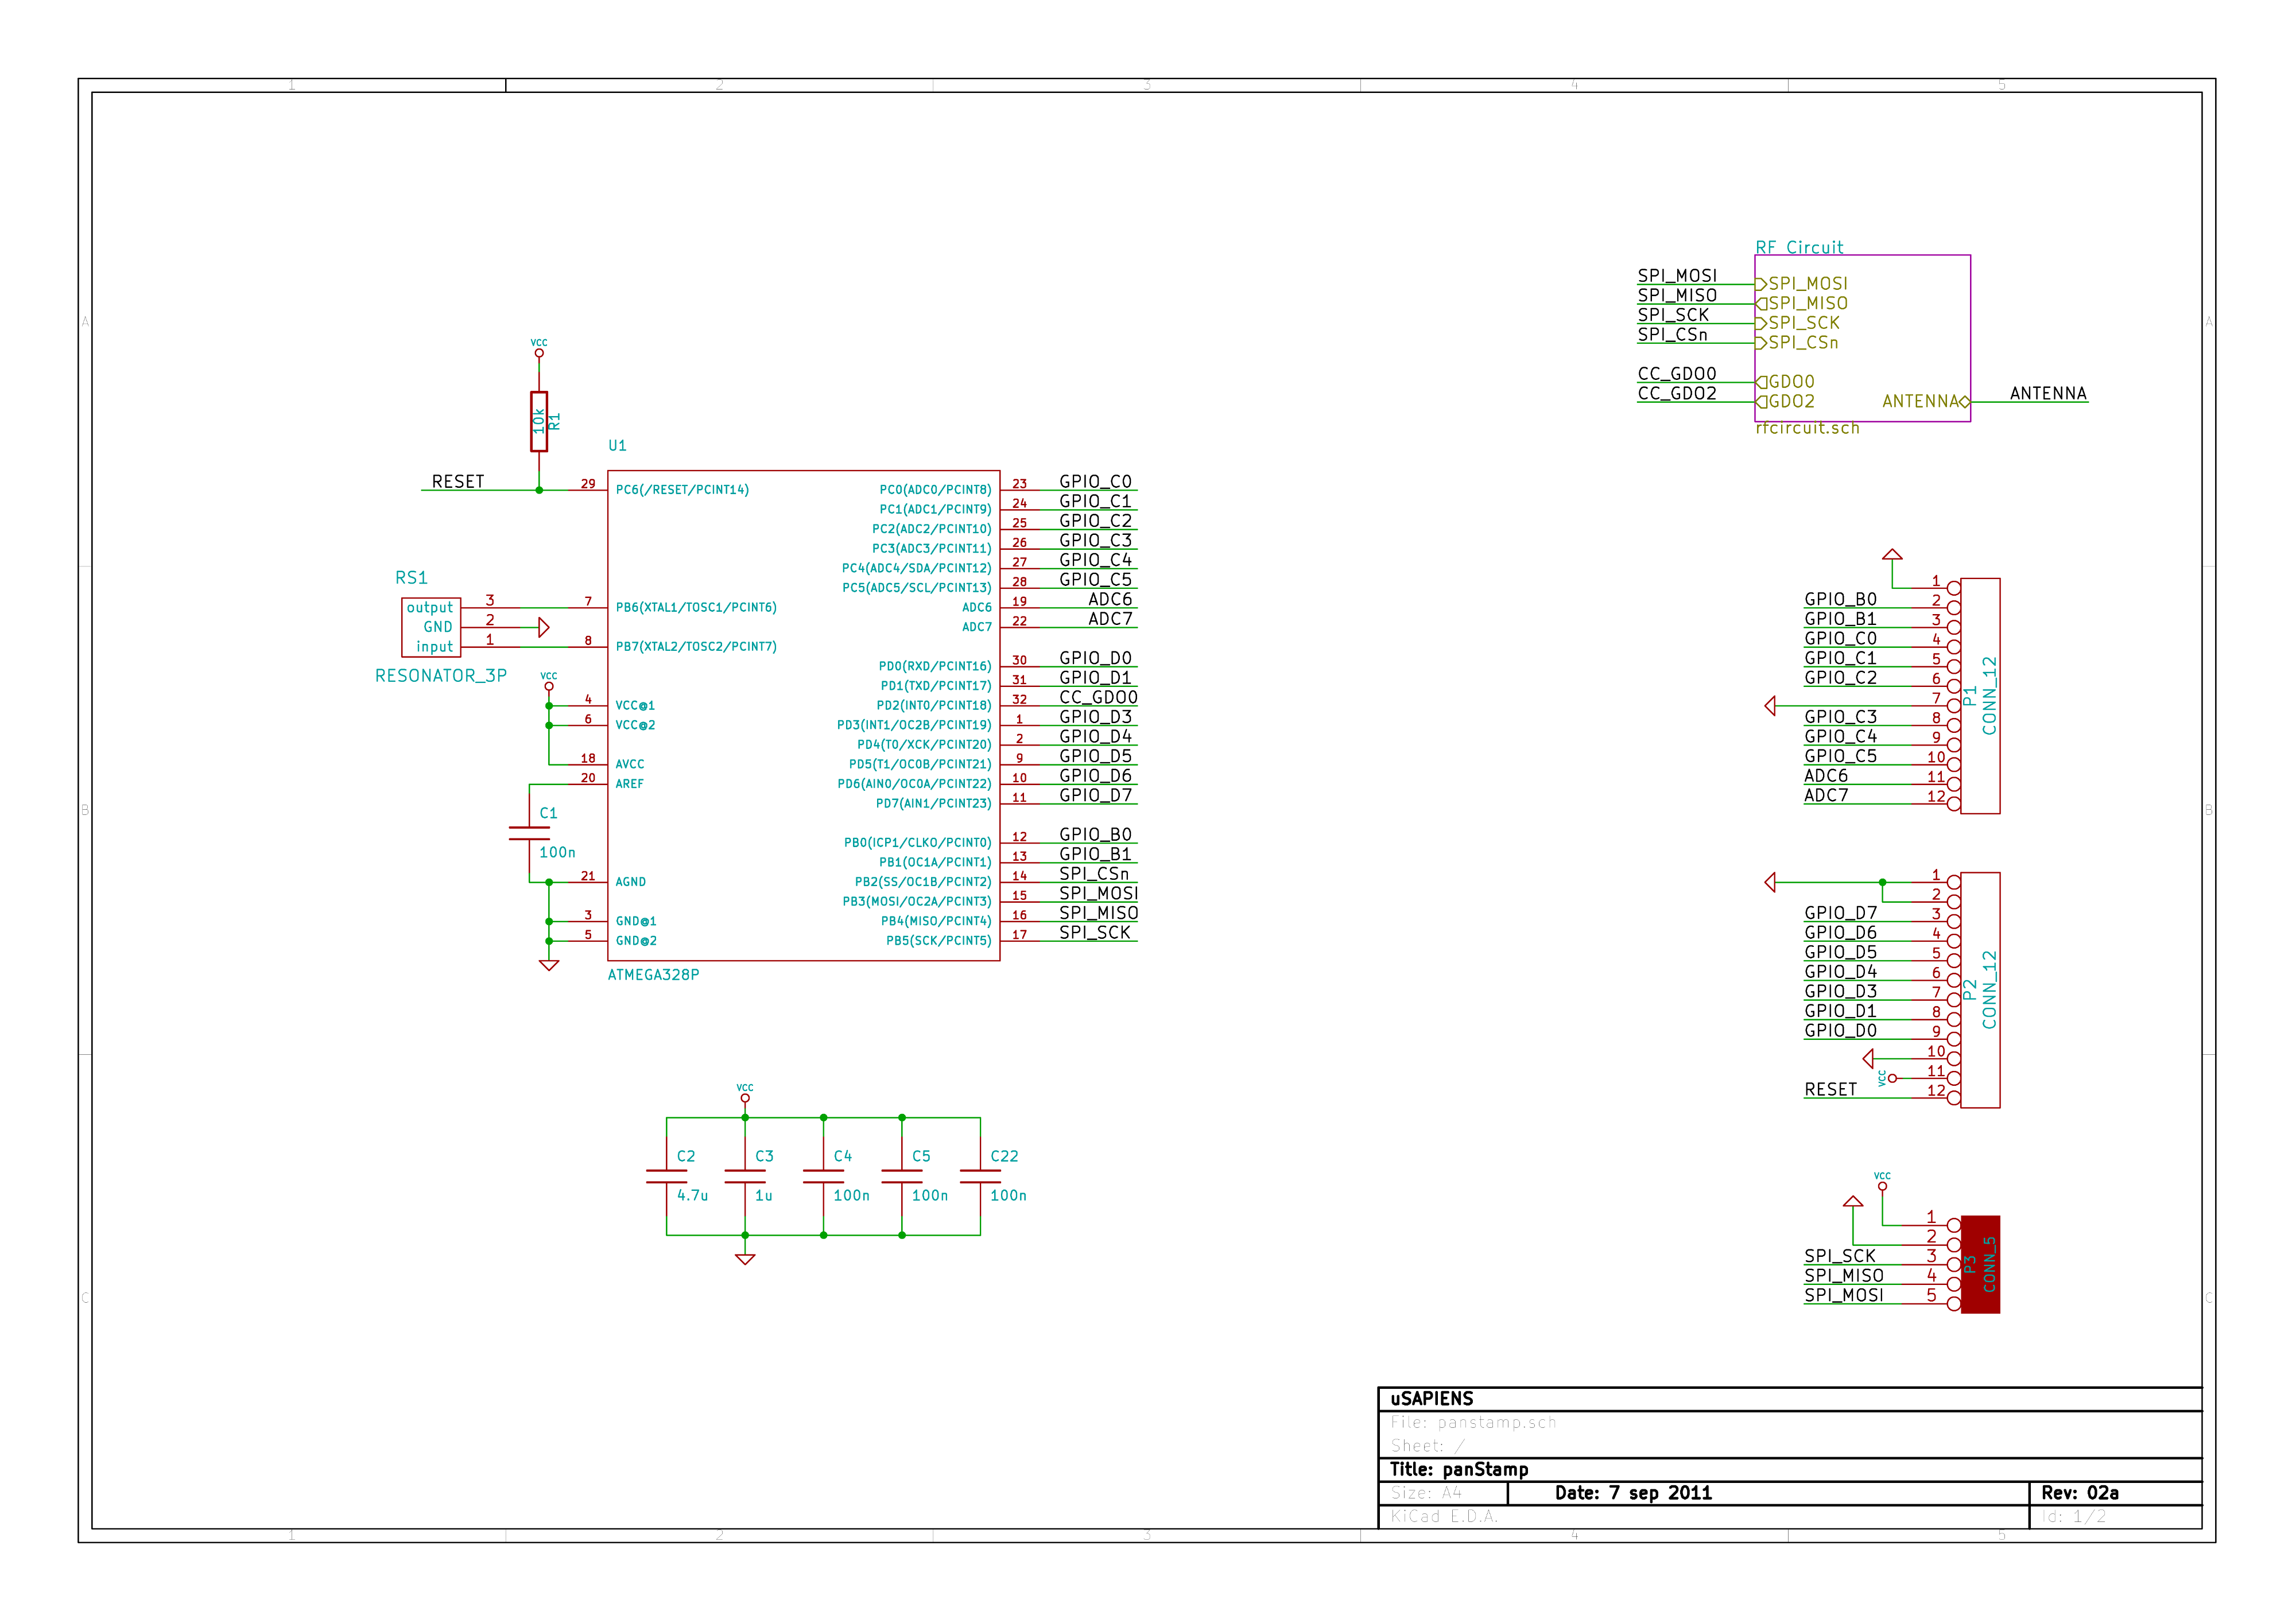 1 2 3 4 5
A A
B B
C C
RF Circuit
SPI_MOSI SPI_MOSI
SPI_MISO SPI_MISO
SPI_SCK SPI_SCK
SPI_CSn SPI_CSn
CC_GDO0 GDO0
CC_GDO2 GDO2 ANTENNA ANTENNA
rfcircuit.sch
VCC
10k
R1
RESET
U1
29 PC6(/RESET/PCINT14) PC0(ADC0/PCINT8) 23 GPIO_C0
PC1(ADC1/PCINT9) 24 GPIO_C1
PC2(ADC2/PCINT10) 25 GPIO_C2
PC3(ADC3/PCINT11) 26 GPIO_C3
PC4(ADC4/SDA/PCINT12) 27 GPIO_C4
PC5(ADC5/SCL/PCINT13) 28 GPIO_C5
RS1
output 3 7 PB6(XTAL1/TOSC1/PCINT6) ADC6 19 ADC6
GND 2 ADC7 22 ADC7
input 1 8 PB7(XTAL2/TOSC2/PCINT7)
RESONATOR_3P
PD0(RXD/PCINT16) 30 GPIO_D0
VCC
PD1(TXD/PCINT17) 31 GPIO_D1
4 VCC@1 PD2(INT0/PCINT18) 32 CC_GDO0
6 VCC@2 PD3(INT1/OC2B/PCINT19) 1 GPIO_D3
PD4(T0/XCK/PCINT20) 2 GPIO_D4
18 AVCC PD5(T1/OC0B/PCINT21) 9 GPIO_D5
20 AREF PD6(AIN0/OC0A/PCINT22) 10 GPIO_D6
PD7(AIN1/PCINT23) 11 GPIO_D7
C1
100n
PB0(ICP1/CLKO/PCINT0) 12 GPIO_B0
PB1(OC1A/PCINT1) 13 GPIO_B1
21 AGND PB2(SS/OC1B/PCINT2) 14 SPI_CSn
PB3(MOSI/OC2A/PCINT3) 15 SPI_MOSI
3 GND@1 PB4(MISO/PCINT4) 16 SPI_MISO
5 GND@2 PB5(SCK/PCINT5) 17 SPI_SCK
ATMEGA328P
VCC
C2 C3 C4 C5 C22
4.7u 1u 100n 100n 100n
1
GPIO_B0 2
GPIO_B1 3
GPIO_C0 4
GPIO_C1 5
GPIO_C2 6
7
GPIO_C3 8
GPIO_C4 9
GPIO_C5 10
ADC6 11
ADC7 12
P1
CONN_12
1
2
GPIO_D7 3
GPIO_D6 4
GPIO_D5 5
GPIO_D4 6
GPIO_D3 7
GPIO_D1 8
GPIO_D0 9
10
VCC 11
RESET 12
P2
CONN_12
VCC
1
2
SPI_SCK 3
SPI_MISO 4
SPI_MOSI 5
P3
CONN_5
uSAPIENS
File: panstamp.sch
Sheet: /
Title: panStamp
Size: A4 Date: 7 sep 2011 Rev: 02a
KiCad E.D.A. Id: 1/2
1 2 3 4 5